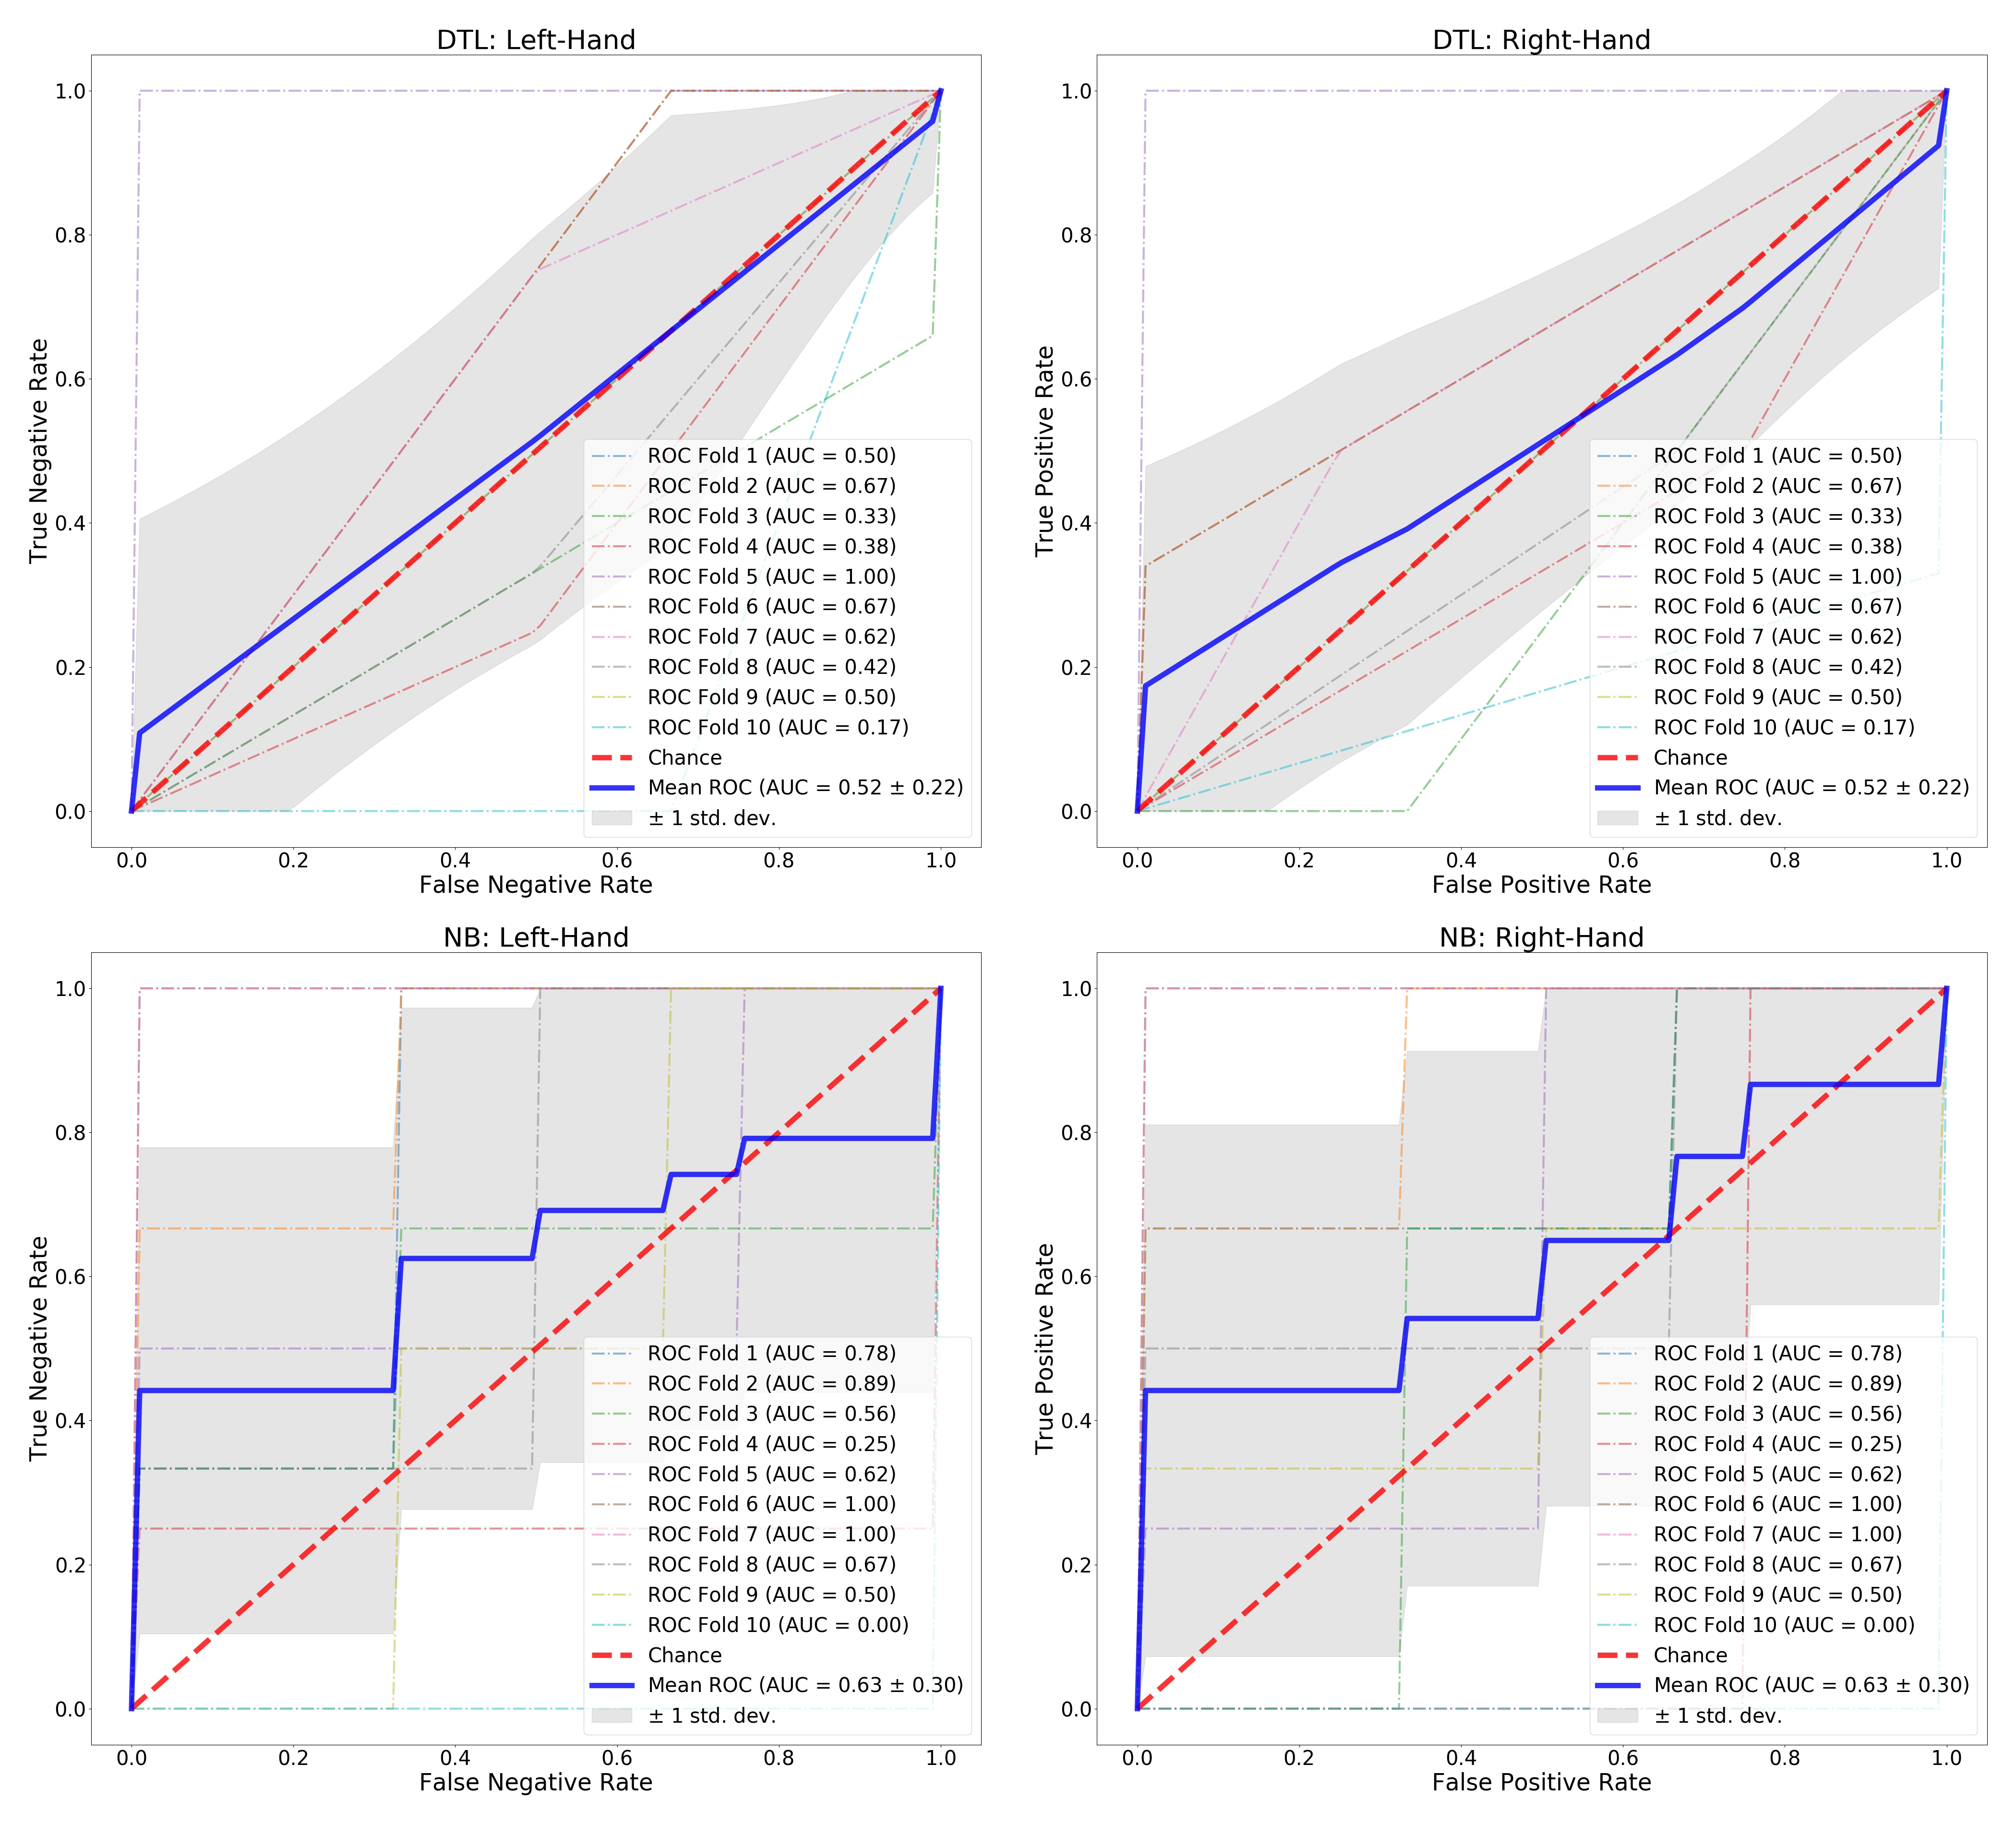 DTL: Left-Hand
True Negative Rate
1.0
0.8
0.6
0.4
0.2
0.0
ROC Fold 1 (AUC = 0.50)
ROC Fold 2 (AUC = 0.67)
ROC Fold 3 (AUC = 0.33)
ROC Fold 4 (AUC = 0.38)
ROC Fold 5 (AUC = 1.00)
ROC Fold 6 (AUC = 0.67)
ROC Fold 7 (AUC = 0.62)
ROC Fold 8 (AUC = 0.42)
ROC Fold 9 (AUC = 0.50)
ROC Fold 10 (AUC = 0.17)
Chance
Mean ROC (AUC = 0.52 ± 0.22)
± 1 std. dev.
0.0 0.2 0.4 0.6 0.8 1.0
False Negative Rate
DTL: Right-Hand
True Positive Rate
1.0
0.8
0.6
0.4
0.2
0.0
ROC Fold 1 (AUC = 0.50)
ROC Fold 2 (AUC = 0.67)
ROC Fold 3 (AUC = 0.33)
ROC Fold 4 (AUC = 0.38)
ROC Fold 5 (AUC = 1.00)
ROC Fold 6 (AUC = 0.67)
ROC Fold 7 (AUC = 0.62)
ROC Fold 8 (AUC = 0.42)
ROC Fold 9 (AUC = 0.50)
ROC Fold 10 (AUC = 0.17)
Chance
Mean ROC (AUC = 0.52 ± 0.22)
± 1 std. dev.
0.0 0.2 0.4 0.6 0.8 1.0
False Positive Rate
NB: Left-Hand
True Negative Rate
1.0
0.8
0.6
0.4
0.2
0.0
ROC Fold 1 (AUC = 0.78)
ROC Fold 2 (AUC = 0.89)
ROC Fold 3 (AUC = 0.56)
ROC Fold 4 (AUC = 0.25)
ROC Fold 5 (AUC = 0.62)
ROC Fold 6 (AUC = 1.00)
ROC Fold 7 (AUC = 1.00)
ROC Fold 8 (AUC = 0.67)
ROC Fold 9 (AUC = 0.50)
ROC Fold 10 (AUC = 0.00)
Chance
Mean ROC (AUC = 0.63 ± 0.30)
± 1 std. dev.
0.0 0.2 0.4 0.6 0.8 1.0
False Negative Rate
NB: Right-Hand
True Positive Rate
1.0
0.8
0.6
0.4
0.2
0.0
ROC Fold 1 (AUC = 0.78)
ROC Fold 2 (AUC = 0.89)
ROC Fold 3 (AUC = 0.56)
ROC Fold 4 (AUC = 0.25)
ROC Fold 5 (AUC = 0.62)
ROC Fold 6 (AUC = 1.00)
ROC Fold 7 (AUC = 1.00)
ROC Fold 8 (AUC = 0.67)
ROC Fold 9 (AUC = 0.50)
ROC Fold 10 (AUC = 0.00)
Chance
Mean ROC (AUC = 0.63 ± 0.30)
± 1 std. dev.
0.0 0.2 0.4 0.6 0.8 1.0
False Positive Rate